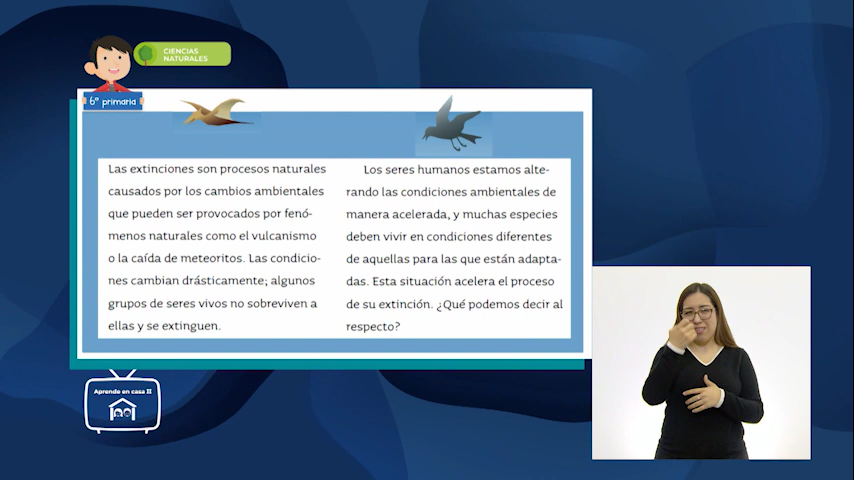 CIENCIAS
NATURALES
6° primaria
Las extinciones son procesos naturales
causados por los cambios ambientales
que pueden ser provocados por fenó-
menos naturales como el vulcanismo
o la caída de meteoritos. Las condicio-
nes cambian drásticamente; algunos
grupos de seres vivos no sobreviven a
ellas y se extinguen.
Los seres humanos estamos alte-
rando las condiciones ambientales de
manera acelerada, y muchas especies
deben vivir en condiciones diferentes
de aquellas para las que están adapta-
das. Esta situación acelera el proceso
de su extinción. ¿Qué podemos decir al
respecto?
Aprende en casa II